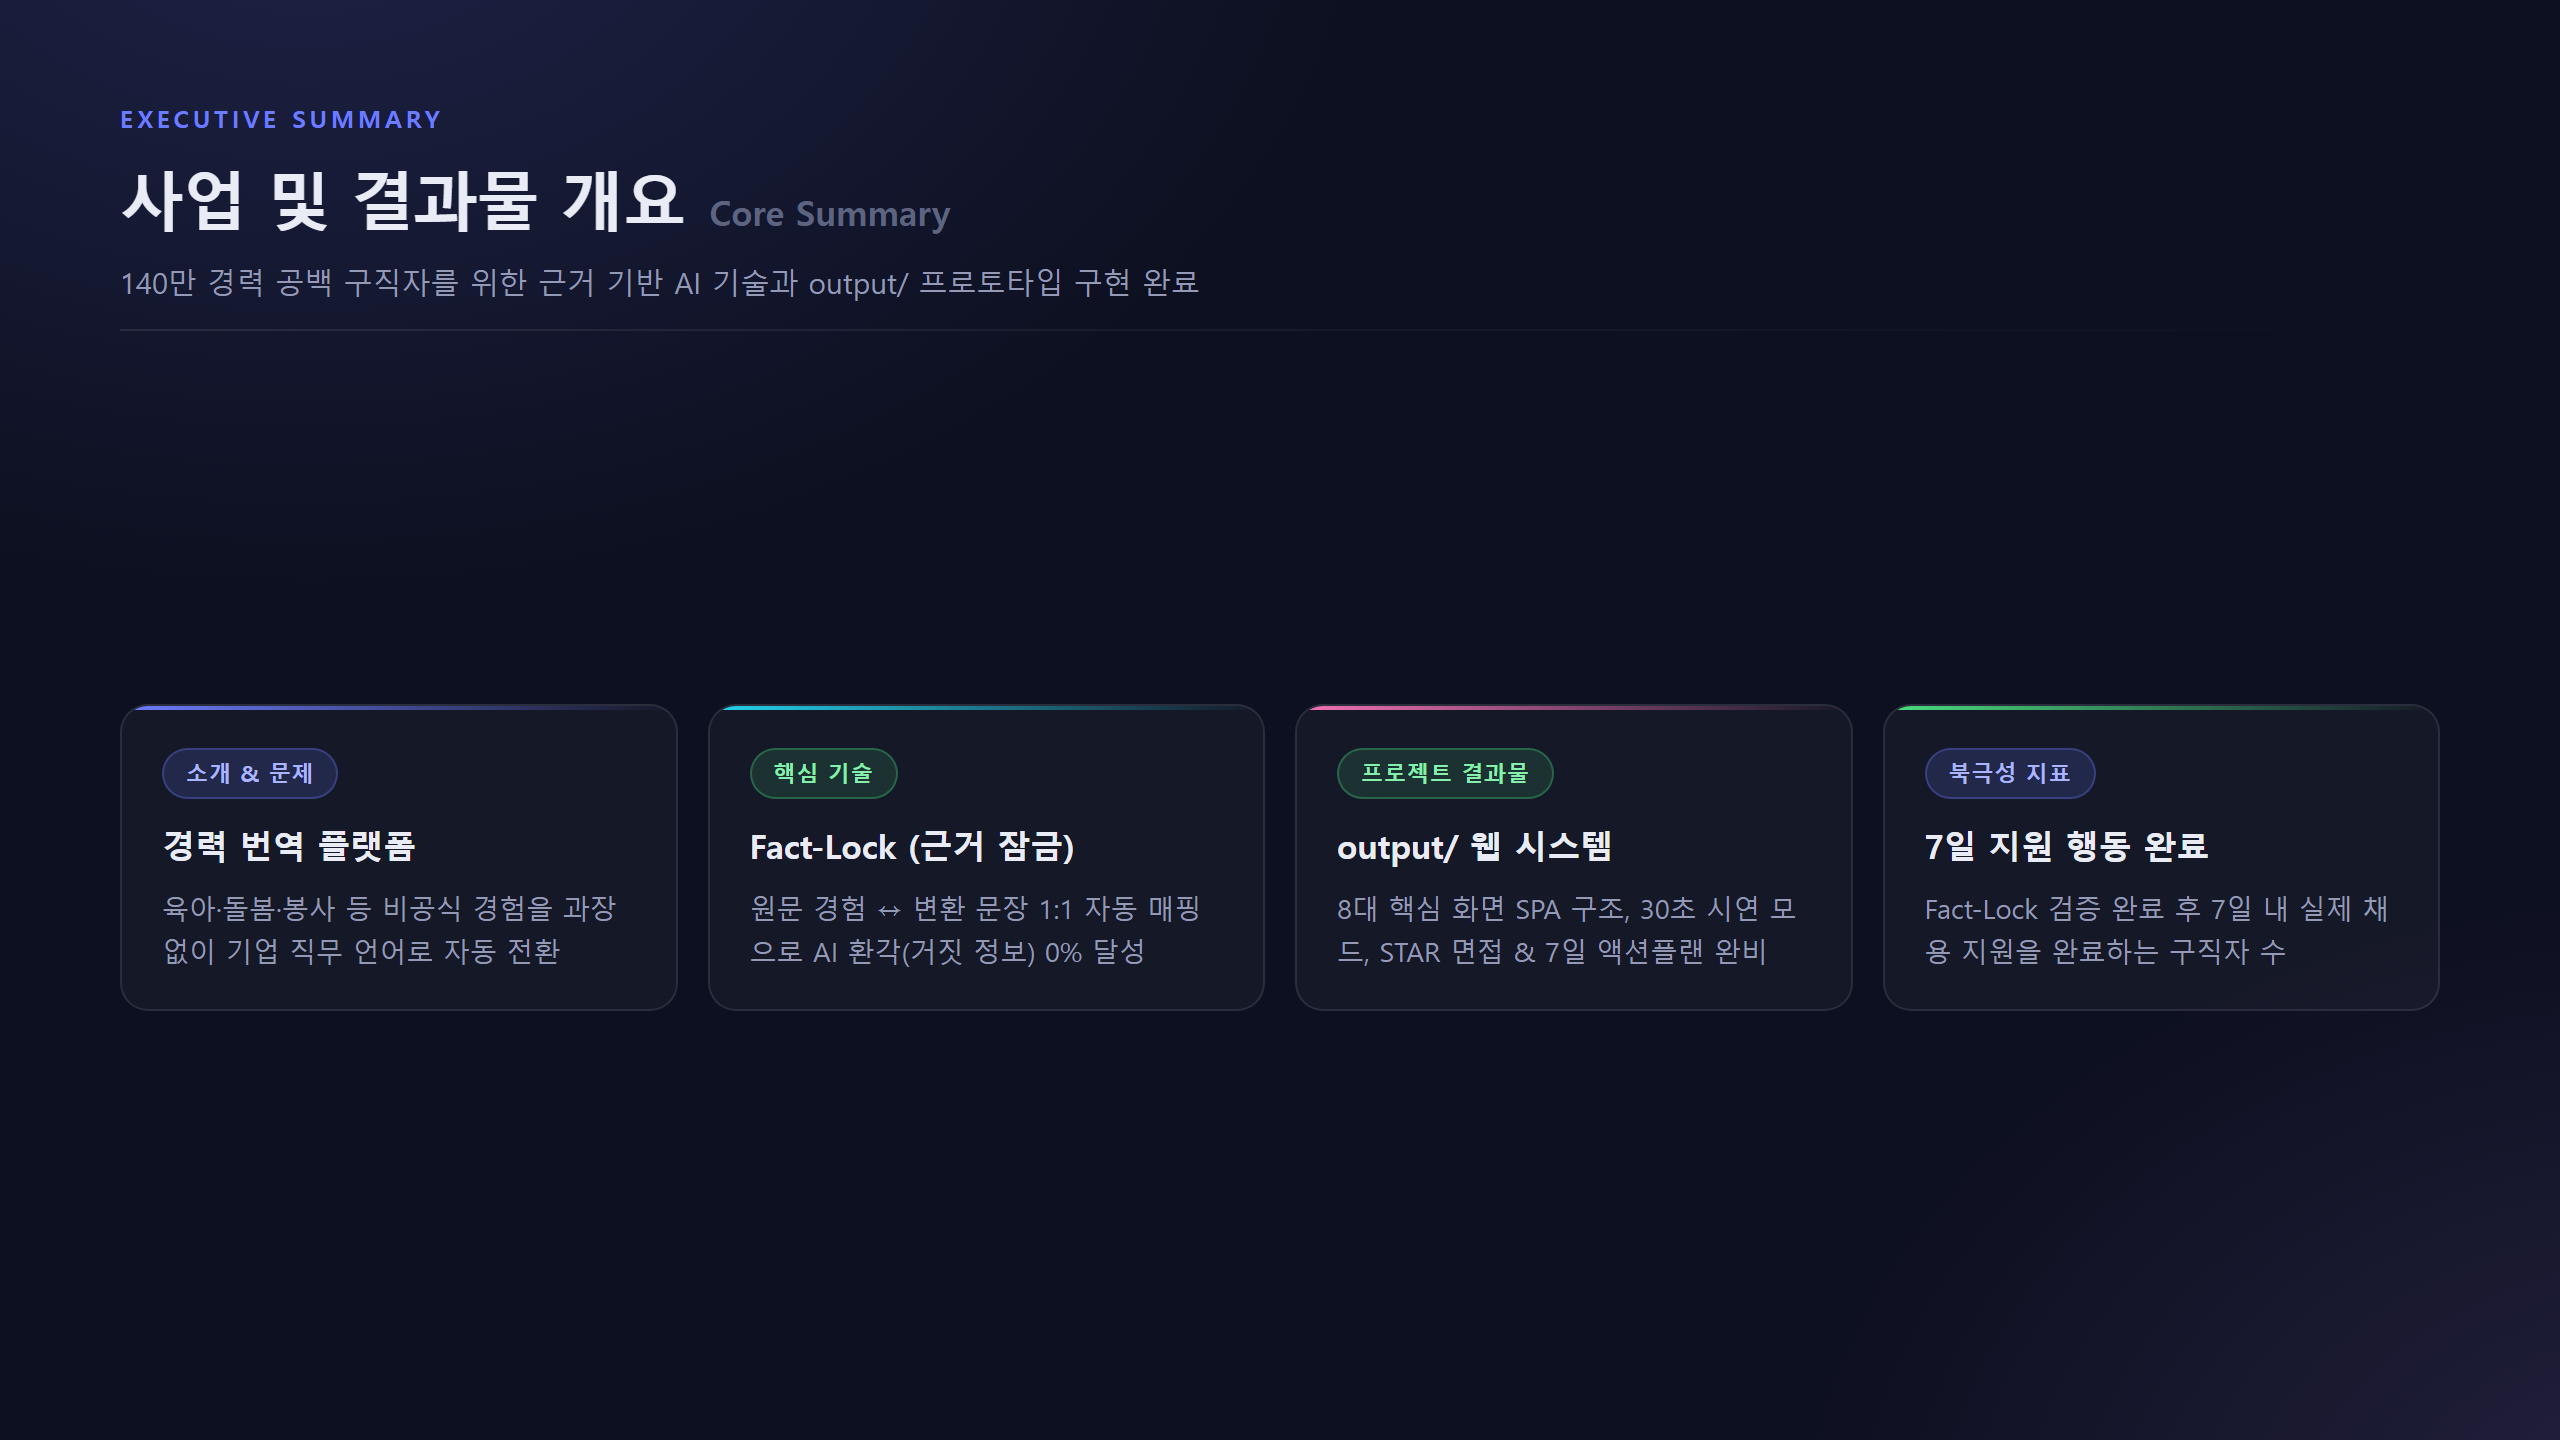 EXECUTIVE SUMMARY
사업 및 결과물 개요 Core Summary
140만 경력 공백 구직자를 위한 근거 기반 AI 기술과 output/ 프로토타입 구현 완료
소개 & 문제
경력 번역 플랫폼
육아·돌봄·봉사 등 비공식 경험을 과장
없이 기업 직무 언어로 자동 전환
핵심 기술
Fact-Lock (근거 잠금)
원문 경험 ↔ 변환 문장 1:1 자동 매핑
으로 AI 환각(거짓 정보) 0% 달성
프로젝트 결과물
output/ 웹 시스템
8대 핵심 화면 SPA 구조, 30초 시연 모
드, STAR 면접 & 7일 액션플랜 완비
북극성 지표
7일 지원 행동 완료
Fact-Lock 검증 완료 후 7일 내 실제 채
용 지원을 완료하는 구직자 수